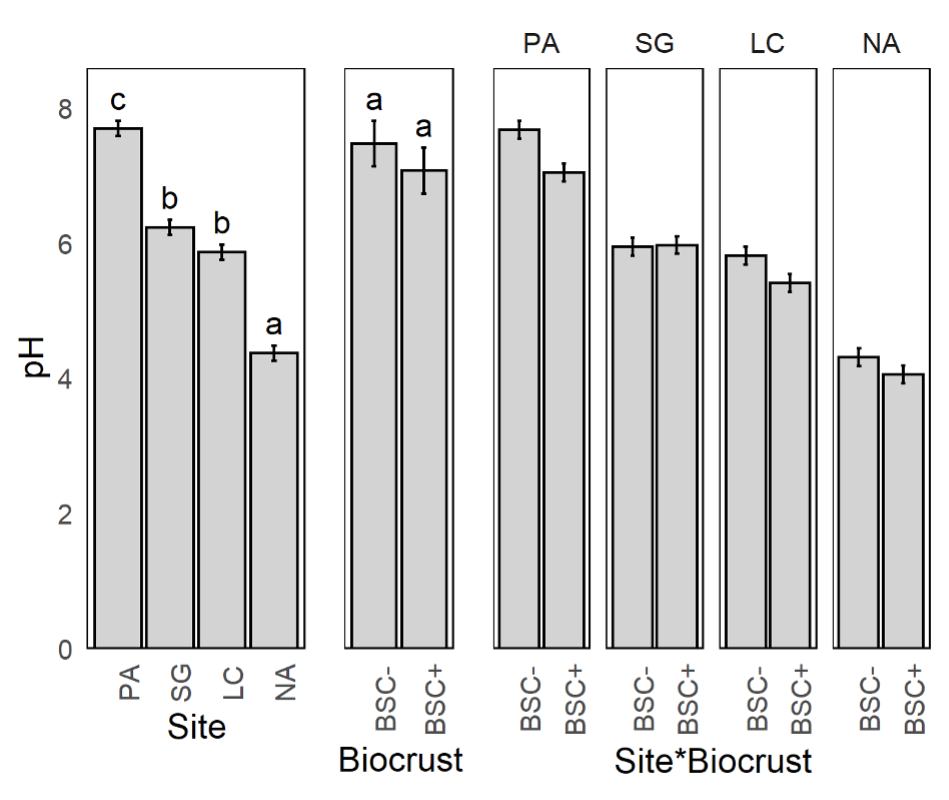 PA SG LC NA
c
a
8
a
b
b
6
a
pH
4
2
0
PA SG LC NA
BSC- BSC+
BSC- BSC+ BSC- BSC+ BSC- BSC+ BSC- BSC+
Site
Biocrust
Site*Biocrust